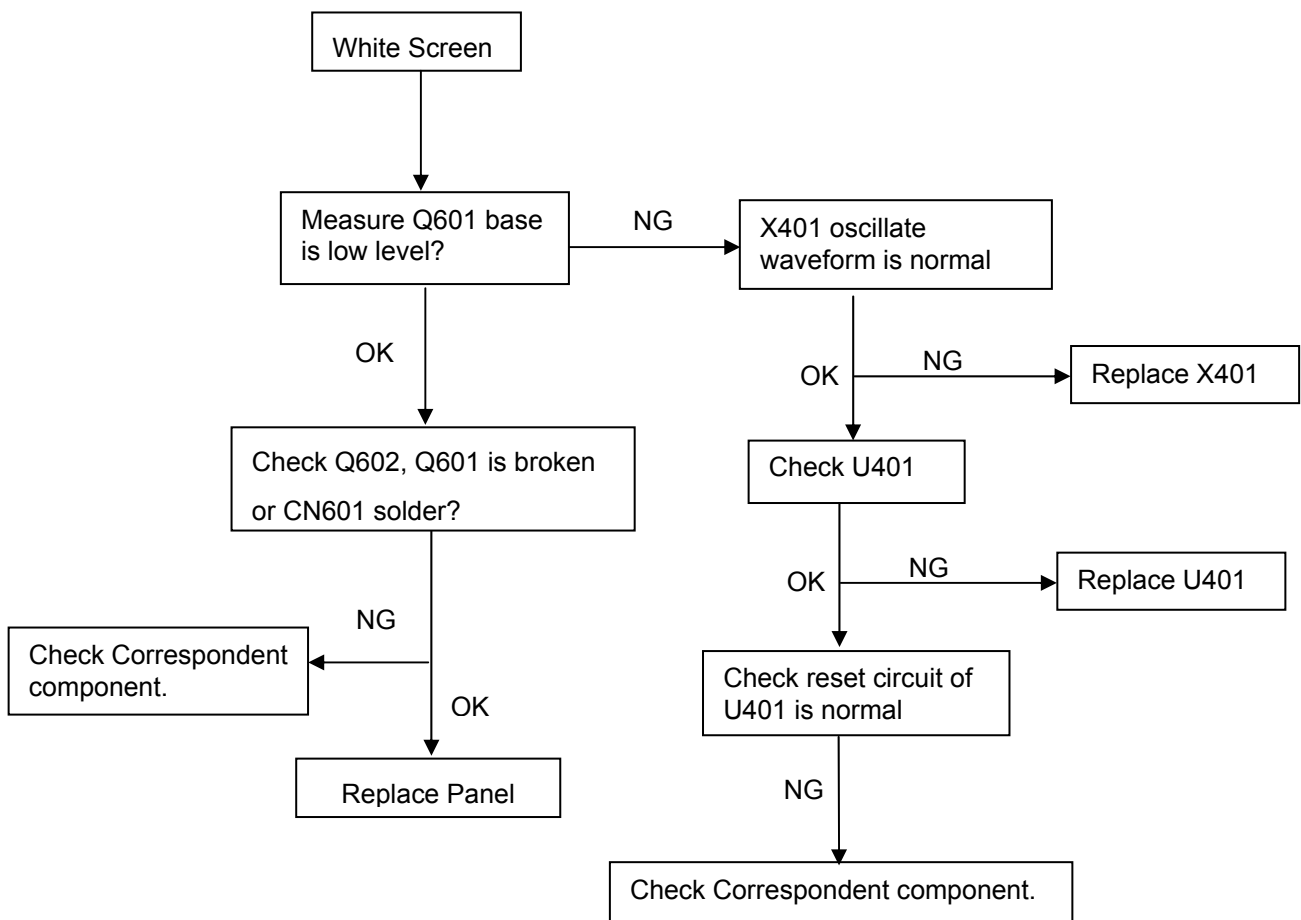 White Screen
Measure Q601 base
is low level?
NG
X401 oscillate
waveform is normal
OK
OK
NG
Replace X401
Check Q602, Q601 is broken
or CN601 solder?
Check U401
OK
NG
Replace U401
NG
Check Correspondent
component.
Check reset circuit of
U401 is normal
OK
Replace Panel
NG
Check Correspondent component.